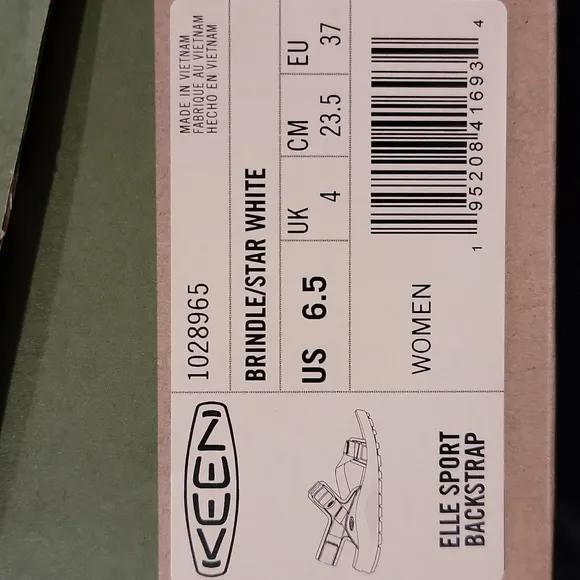 KEEN
1028965
MADE IN VIETNAM
FABRIQUE AU VIETNAM
HECHO EN VIETNAM
BRINDLE/STAR WHITE
US 6.5
UK 4
CM 23.5
EU 37
ELLE SPORT
BACKSTRAP
WOMEN
1 95208 41693 4